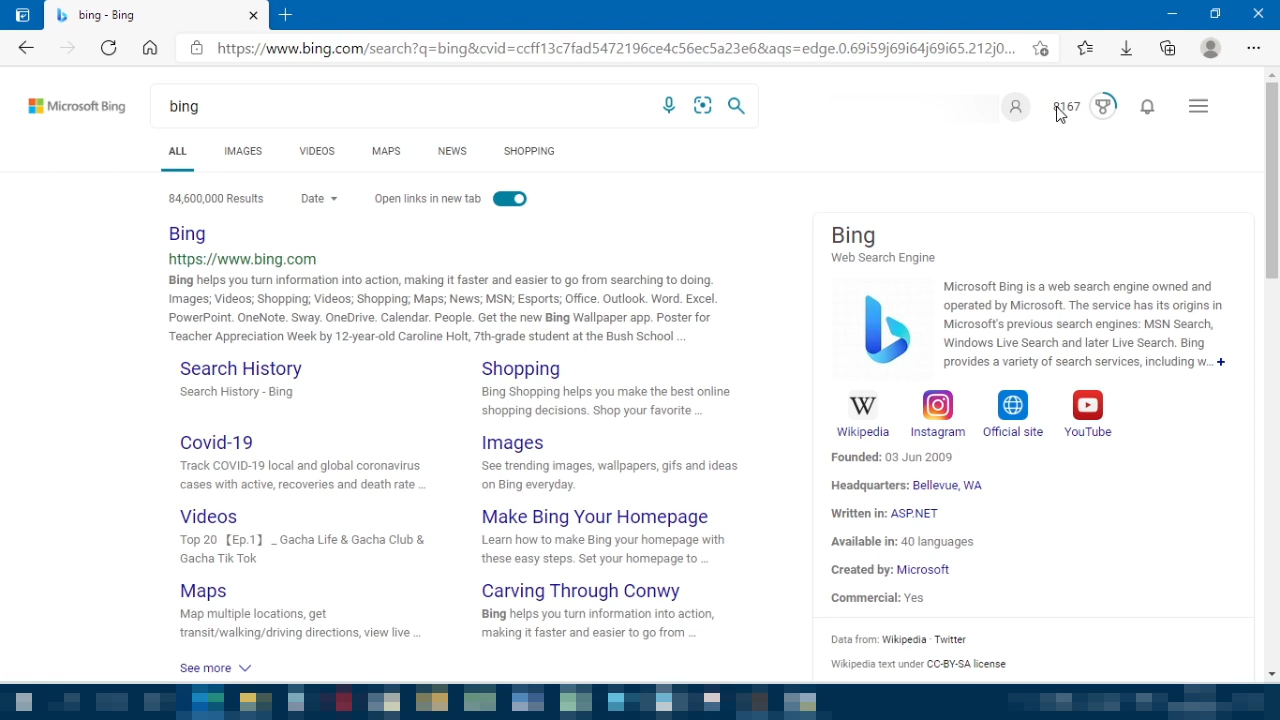 bing - Bing
https://www.bing.com/search?q=bing&cvid=ccff13c7fad5472196ce4c56ec5a23e6&aqs=edge.0.69i59j69i64j69i65.212j0...
Microsoft Bing
bing
8167
ALL IMAGES VIDEOS MAPS NEWS SHOPPING
84,600,000 Results Date Open links in new tab
Bing
https://www.bing.com
Bing helps you turn information into action, making it faster and easier to go from searching to doing.
Images; Videos; Shopping; Videos; Shopping; Maps; News; MSN; Esports; Office. Outlook. Word. Excel.
PowerPoint. OneNote. Sway. OneDrive. Calendar. People. Get the new Bing Wallpaper app. Poster for
Teacher Appreciation Week by 12-year-old Caroline Holt, 7th-grade student at the Bush School ...
Search History
Search History - Bing
Shopping
Bing Shopping helps you make the best online
shopping decisions. Shop your favorite ...
Covid-19
Track COVID-19 local and global coronavirus
cases with active, recoveries and death rate ...
Images
See trending images, wallpapers, gifs and ideas
on Bing everyday.
Videos
Top 20 【Ep.1】 _ Gacha Life & Gacha Club &
Gacha Tik Tok
Make Bing Your Homepage
Learn how to make Bing your homepage with
these easy steps. Set your homepage to ...
Maps
Map multiple locations, get
transit/walking/driving directions, view live ...
Carving Through Conwy
Bing helps you turn information into action,
making it faster and easier to go from ...
See more
Bing
Web Search Engine
Microsoft Bing is a web search engine owned and
operated by Microsoft. The service has its origins in
Microsoft's previous search engines: MSN Search,
Windows Live Search and later Live Search. Bing
provides a variety of search services, including w... +
W
Wikipedia Instagram Official site YouTube
Founded: 03 Jun 2009
Headquarters: Bellevue, WA
Written in: ASP.NET
Available in: 40 languages
Created by: Microsoft
Commercial: Yes
Data from: Wikipedia · Twitter
Wikipedia text under CC-BY-SA license